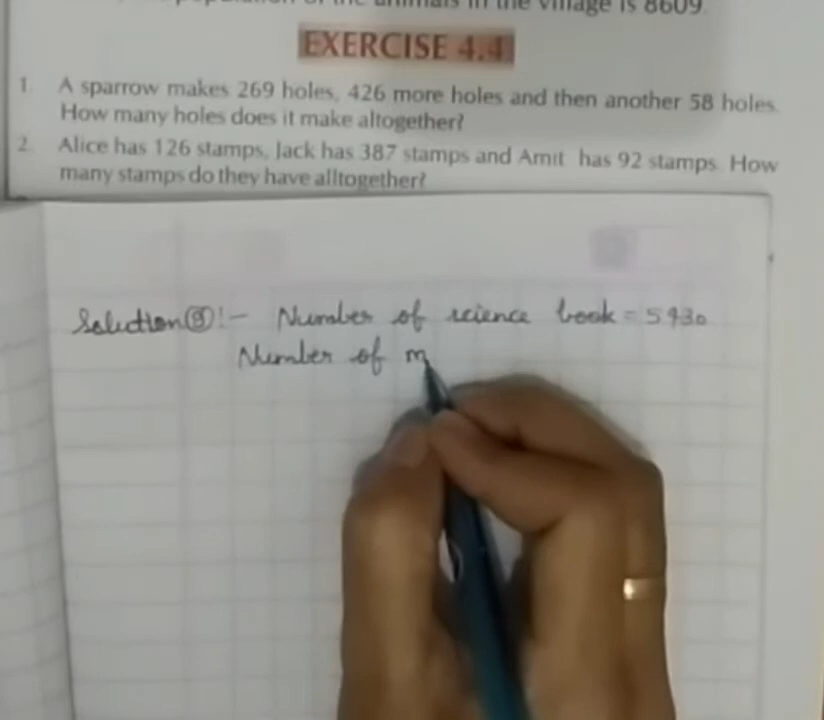 population of the animals in the village is 8609
EXERCISE 4.4
1. A sparrow makes 269 holes, 426 more holes and then another 58 holes.
How many holes does it make altogether?
2. Alice has 126 stamps, Jack has 387 stamps and Amit has 92 stamps. How
many stamps do they have alltogether?
Solution⑧:- Number of science book = 5430
Number of m